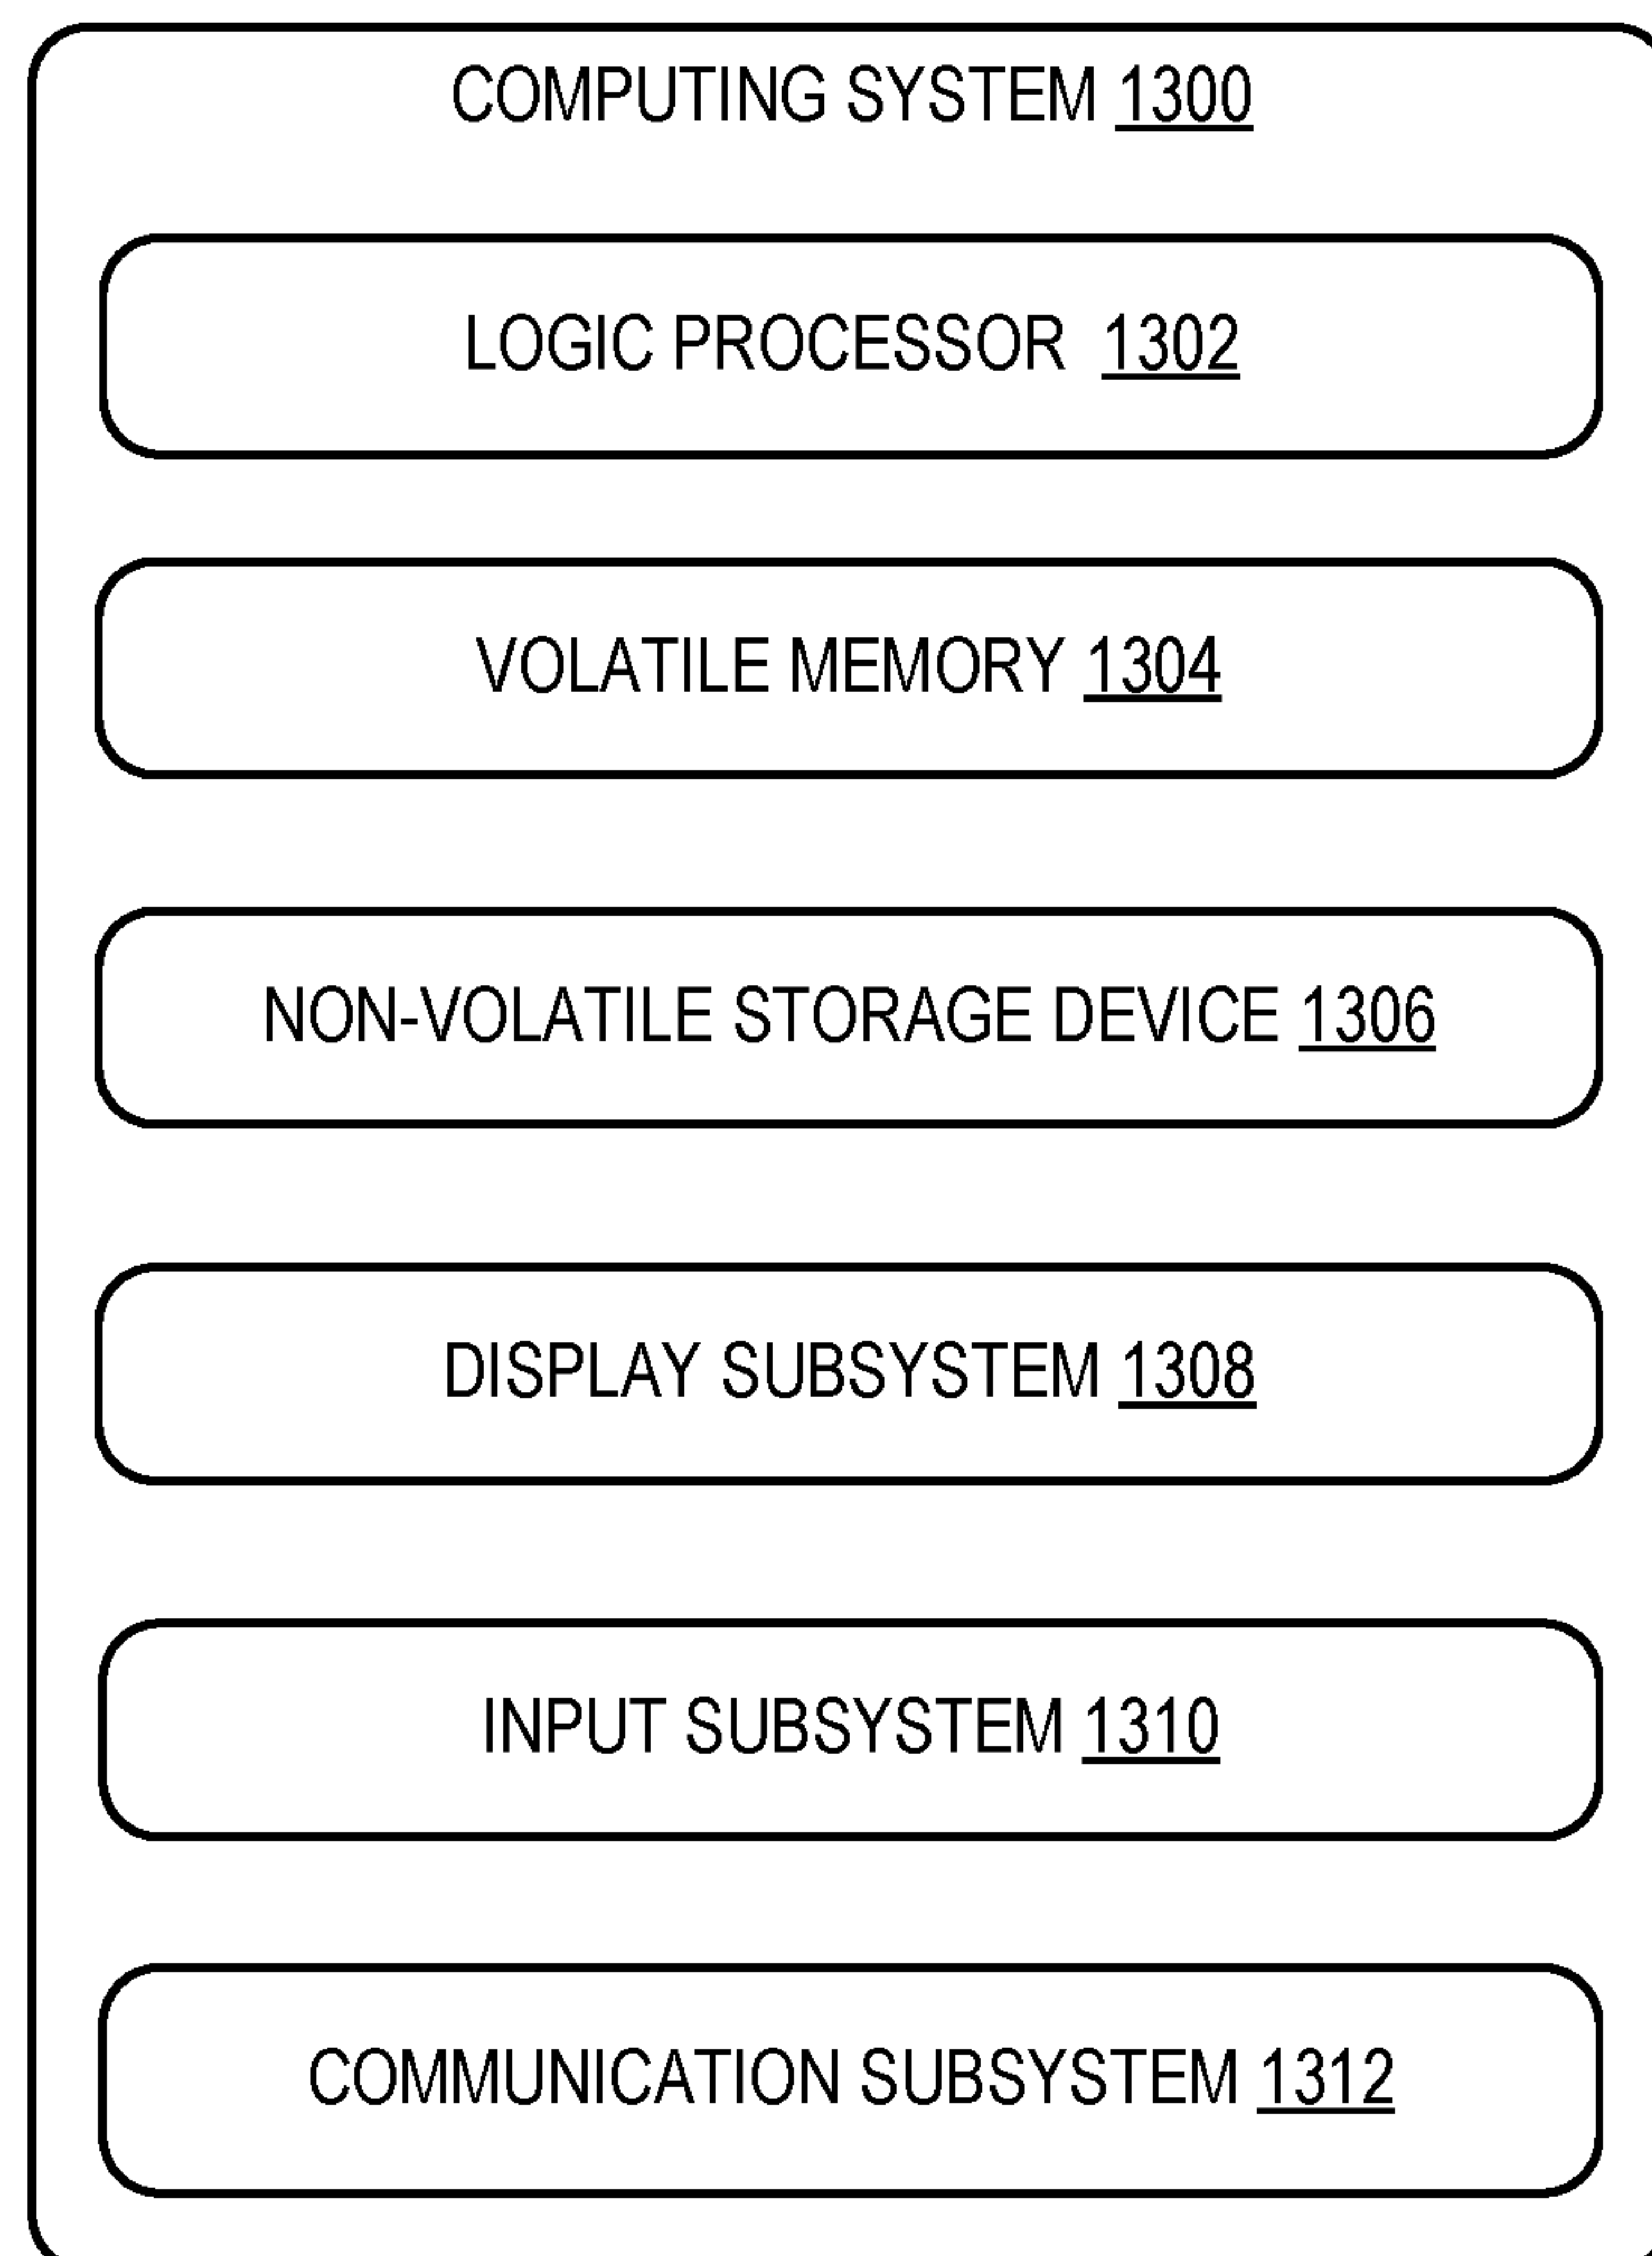 COMPUTING SYSTEM 1300
LOGIC PROCESSOR 1302
VOLATILE MEMORY 1304
NON-VOLATILE STORAGE DEVICE 1306
DISPLAY SUBSYSTEM 1308
INPUT SUBSYSTEM 1310
COMMUNICATION SUBSYSTEM 1312